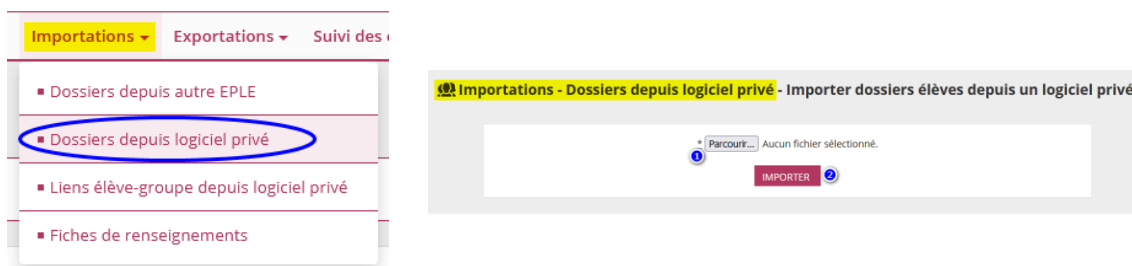 Importations Exportations Suivi des
Dossiers depuis autre EPLE
Dossiers depuis logiciel privé
Liens élève-groupe depuis logiciel privé
Fiches de renseignements
Importations - Dossiers depuis logiciel privé - Importer dossiers élèves depuis un logiciel privé
* Parcourir... Aucun fichier sélectionné.
1
IMPORTER 2